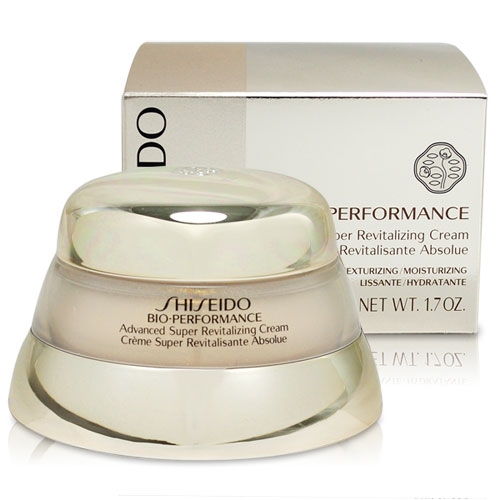 DO
PERFORMANCE
per Revitalizing Cream
Revitalisante Absolue
EXTURIZING/MOISTURIZING
LISSANTE/HYDRATANTE
NET WT. 1.7 OZ.
SHISEIDO
BIO-PERFORMANCE
Advanced Super Revitalizing Cream
Crème Super Revitalisante Absolue